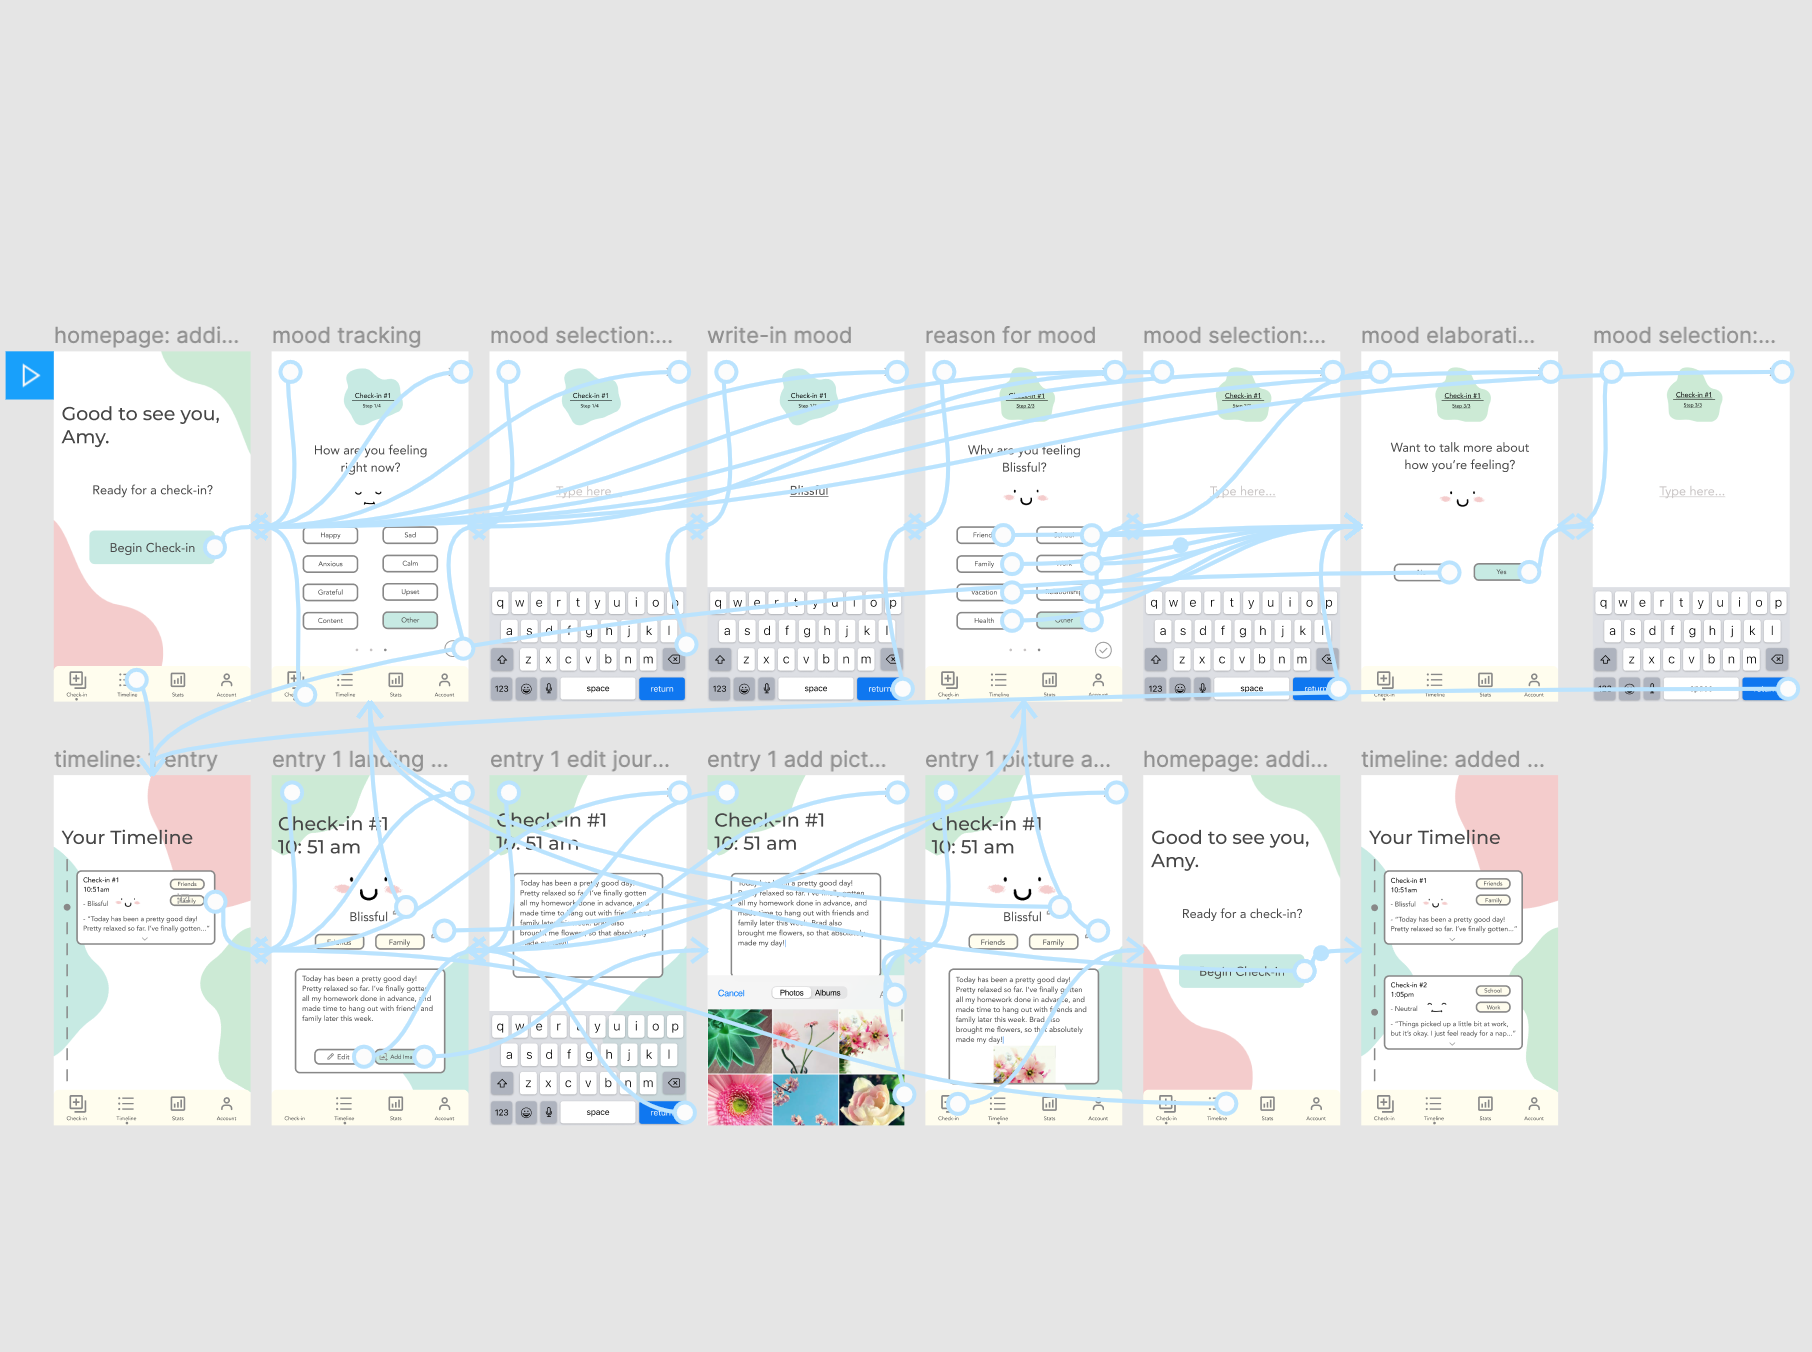 homepage: addi...
mood tracking
mood selection:...
write-in mood
reason for mood
mood selection:...
mood elaborati...
mood selection:...
Good to see you,
Amy.
Ready for a check-in?
Begin Check-in
Check-in
Timeline
Stats
Account
Check-in #1
Step 1/4
How are you feeling
right now?
Happy
Sad
Anxious
Calm
Grateful
Upset
Content
Other
Timeline
Stats
Account
Check-in #1
Step 1/4
Type here
q w e r t y u i o p
a s d f g h j k l
z x c v b n m
123
space
return
Check-in #1
Blissful
q w e r t y u i o p
a s d f g h j k l
z x c v b n m
123
space
return
Check-in #1
Step 2/3
Why are you feeling
Blissful?
Family
Vacation
Health
Other
Check-in
Timeline
Stats
Account
Check-in #1
Type here...
q w e r t y u i o p
a s d f g h j k l
z x c v b n m
123
space
return
Check-in #1
Step 3/3
Want to talk more about
how you're feeling?
Yes
Check-in
Timeline
Stats
Account
Check-in #1
Step 3/3
Type here...
q w e r t y u i o p
a s d f g h j k l
z x c v b n m
timeline: 1 entry
entry 1 landing ...
entry 1 edit jour...
entry 1 add pict...
entry 1 picture a...
homepage: addi...
timeline: added ...
Your Timeline
Check-in #1
10:51am
Friends
Family
- Blissful
- "Today has been a pretty good day!
Pretty relaxed so far. I've finally gotten..."
Check-in
Timeline
Stats
Account
Check-in #1
10: 51 am
Blissful
Friends
Family
Today has been a pretty good day!
Pretty relaxed so far. I've finally gotten
all my homework done in advance, and
made time to hang out with friends and
family later this week.
Edit
Add Ima
Check-in
Timeline
Stats
Account
Check-in #1
10: 51 am
Today has been a pretty good day!
Pretty relaxed so far. I've finally gotten
all my homework done in advance, and
made time to hang out with friends and
family later this week. Brad also
brought me flowers, so that absolutely
made my day!
q w e r t y u i o p
a s d f g h j k l
z x c v b n m
123
space
return
Check-in #1
10: 51 am
Today has been a pretty good day!
Pretty relaxed so far. I've finally gotten
all my homework done in advance, and
made time to hang out with friends and
family later this week. Brad also
brought me flowers, so that absolutely
made my day!
Cancel
Photos
Albums
Check-in #1
10: 51 am
Blissful
Friends
Family
Today has been a pretty good day!
Pretty relaxed so far. I've finally gotten
all my homework done in advance, and
made time to hang out with friends and
family later this week. Brad also
brought me flowers, so that absolutely
made my day!
Check-in
Timeline
Stats
Account
Good to see you,
Amy.
Ready for a check-in?
Begin Check-in
Check-in
Timeline
Stats
Account
Your Timeline
Check-in #1
10:51am
Friends
Family
- Blissful
- "Today has been a pretty good day!
Pretty relaxed so far. I've finally gotten..."
Check-in #2
1:05pm
School
Work
- Neutral
- "Things picked up a little bit at work,
but it's okay. I just feel ready for a nap..."
Check-in
Timeline
Stats
Account